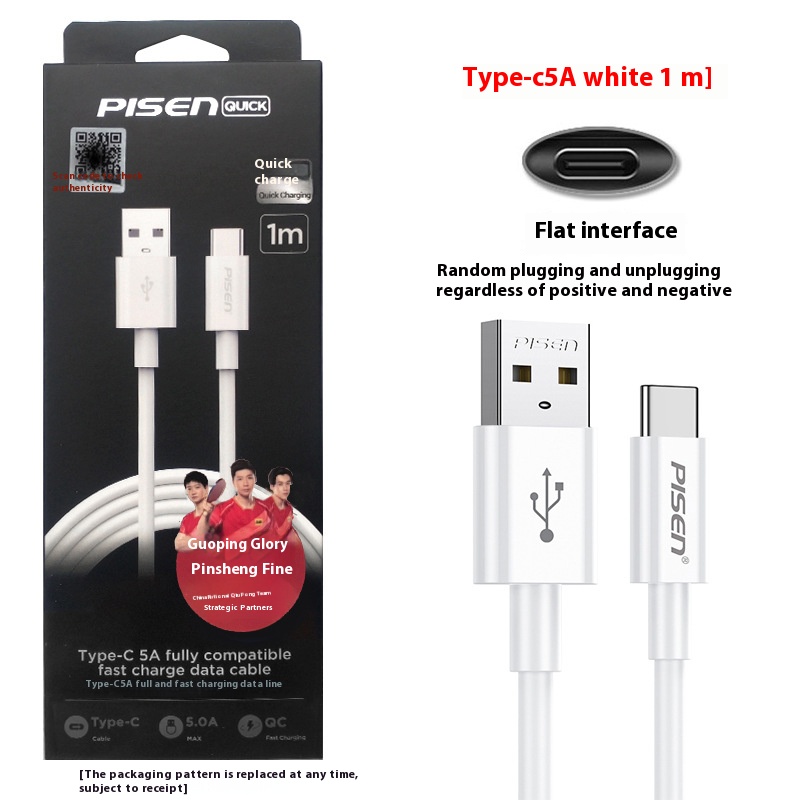 PISEN QUICK
authenticity
Quick
charge
Quick Charging
1m
PISEN
Guoping Glory
Pinsheng Fine
Strategic Partners
Type-C 5A fully compatible
fast charge data cable
Type-C5A full and fast charging data line
Type-C
Cable
5.0A
MAX
QC
Fast Charging
[The packaging pattern is replaced at any time,
subject to receipt]
Type-c5A white 1 m]
Flat interface
Random plugging and unplugging
regardless of positive and negative
PISEN
PISEN®